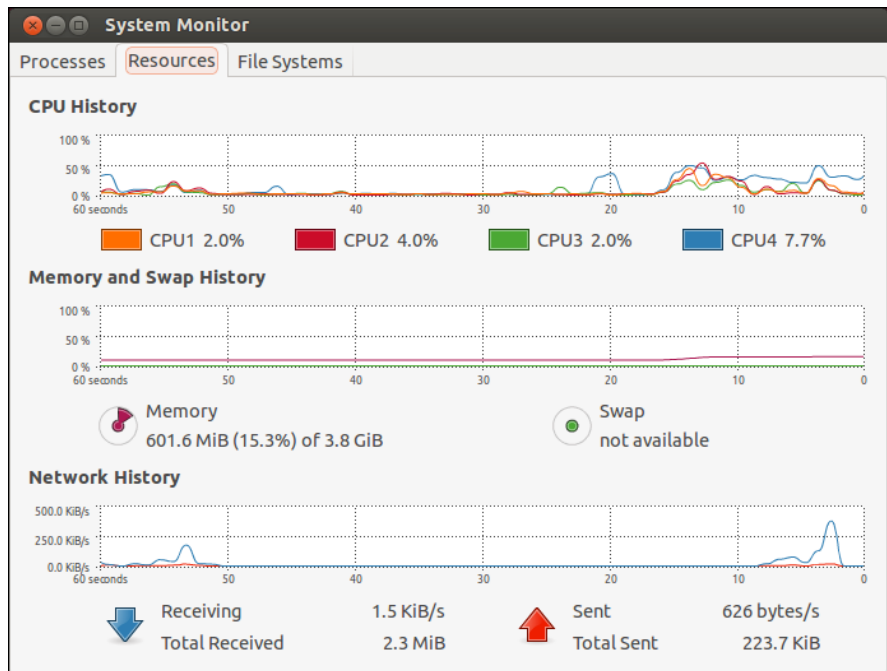 System Monitor
Processes Resources File Systems
CPU History
100 %
50 %
0 %
60 seconds 50 40 30 20 10 0
CPU1 2.0% CPU2 4.0% CPU3 2.0% CPU4 7.7%
Memory and Swap History
100 %
50 %
0 %
60 seconds 50 40 30 20 10 0
Memory Swap
601.6 MiB (15.3%) of 3.8 GiB not available
Network History
500.0 KiB/s
250.0 KiB/s
0.0 KiB/s
60 seconds 50 40 30 20 10 0
Receiving 1.5 KiB/s Sent 626 bytes/s
Total Received 2.3 MiB Total Sent 223.7 KiB